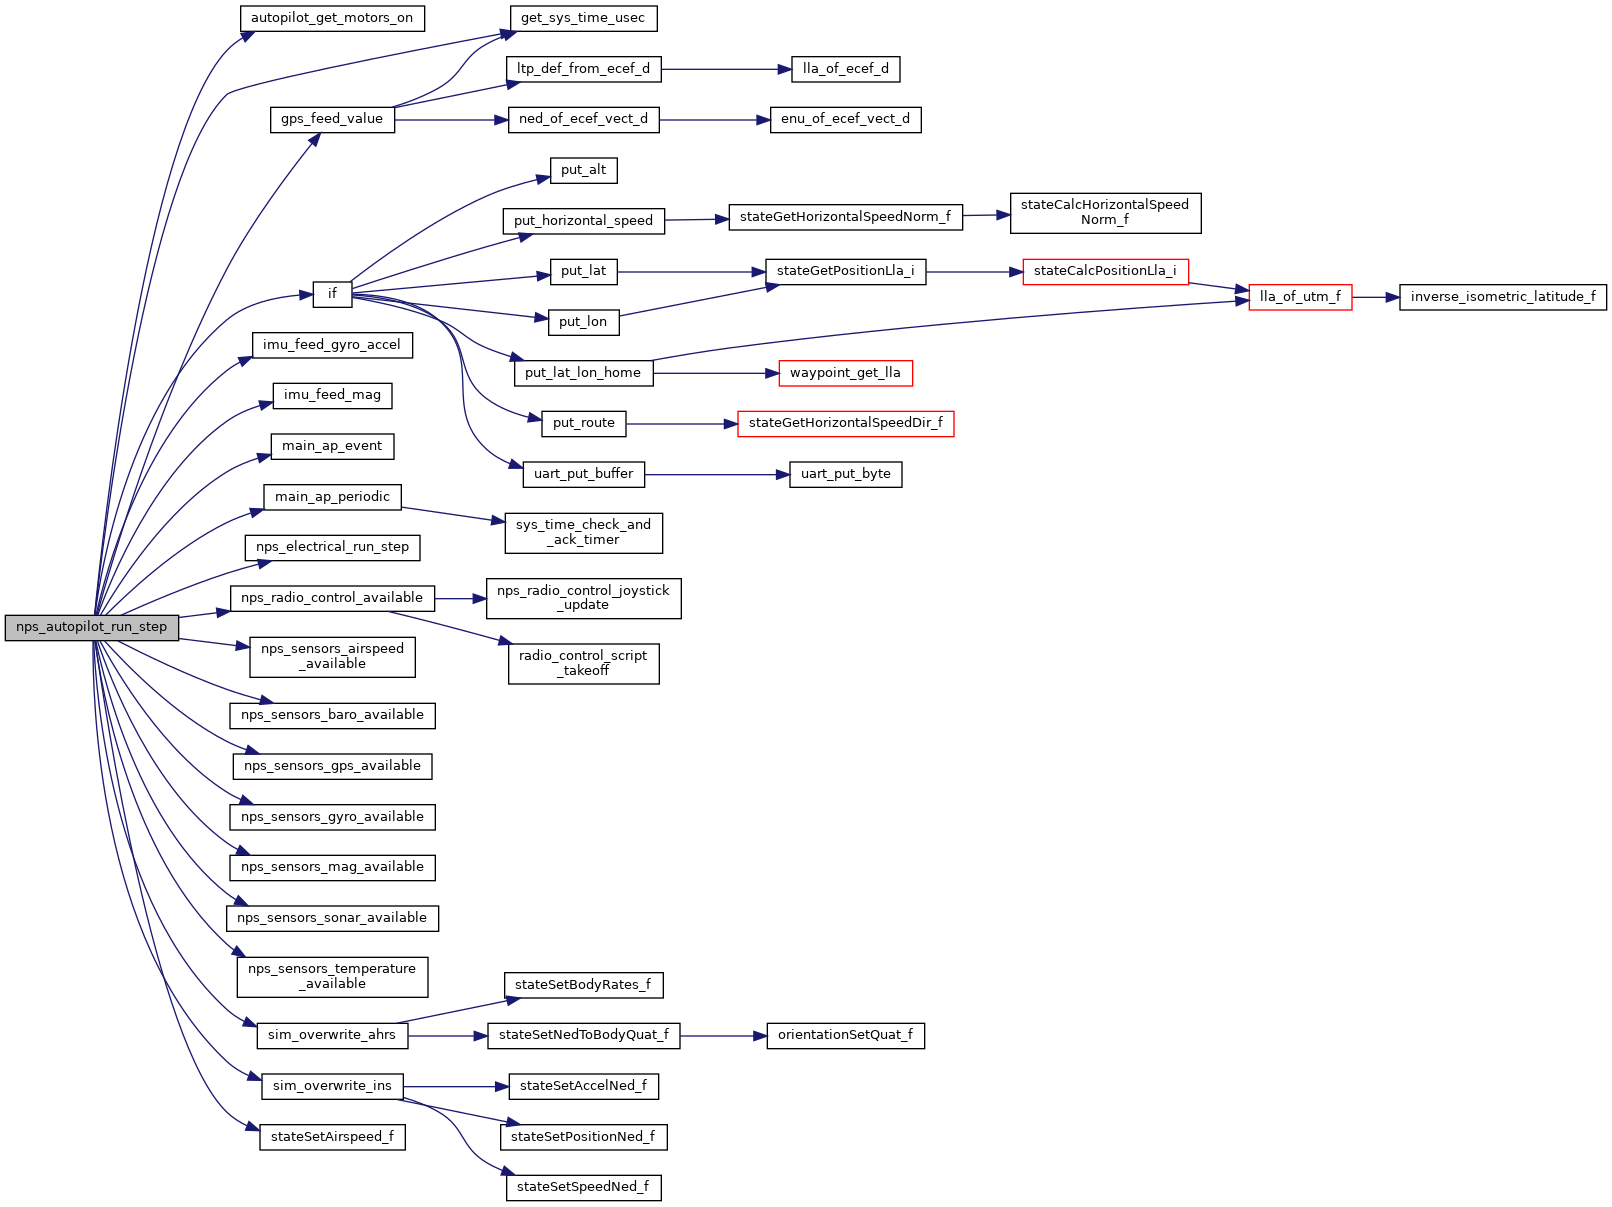 autopilot_get_motors_on
get_sys_time_usec
ltp_def_from_ecef_d
lla_of_ecef_d
gps_feed_value
ned_of_ecef_vect_d
enu_of_ecef_vect_d
put_alt
put_horizontal_speed
stateGetHorizontalSpeedNorm_f
stateCalcHorizontalSpeed
Norm_f
put_lat
stateGetPositionLla_i
stateCalcPositionLla_i
if
put_lon
lla_of_utm_f
inverse_isometric_latitude_f
imu_feed_gyro_accel
put_lat_lon_home
waypoint_get_lla
imu_feed_mag
put_route
stateGetHorizontalSpeedDir_f
main_ap_event
uart_put_buffer
uart_put_byte
main_ap_periodic
sys_time_check_and
_ack_timer
nps_electrical_run_step
nps_radio_control_available
nps_radio_control_joystick
_update
nps_autopilot_run_step
nps_sensors_airspeed
_available
radio_control_script
_takeoff
nps_sensors_baro_available
nps_sensors_gps_available
nps_sensors_gyro_available
nps_sensors_mag_available
nps_sensors_sonar_available
nps_sensors_temperature
_available
stateSetBodyRates_f
sim_overwrite_ahrs
stateSetNedToBodyQuat_f
orientationSetQuat_f
sim_overwrite_ins
stateSetAccelNed_f
stateSetAirspeed_f
stateSetPositionNed_f
stateSetSpeedNed_f